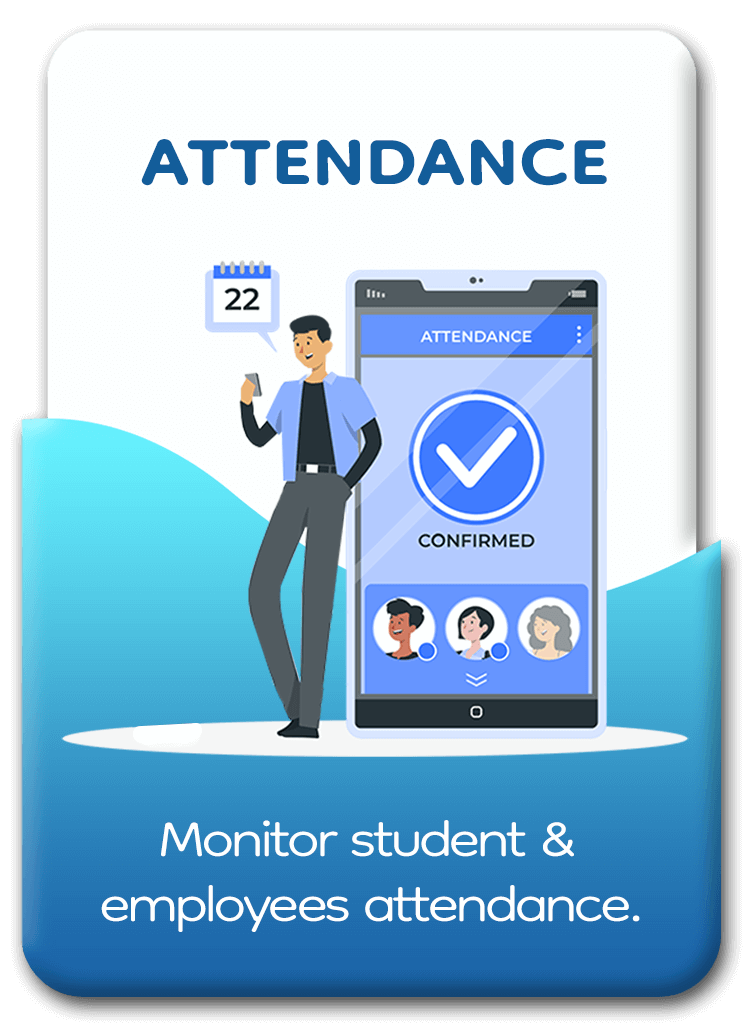 ATTENDANCE
22
ATTENDANCE
CONFIRMED
Monitor student &
employees attendance.